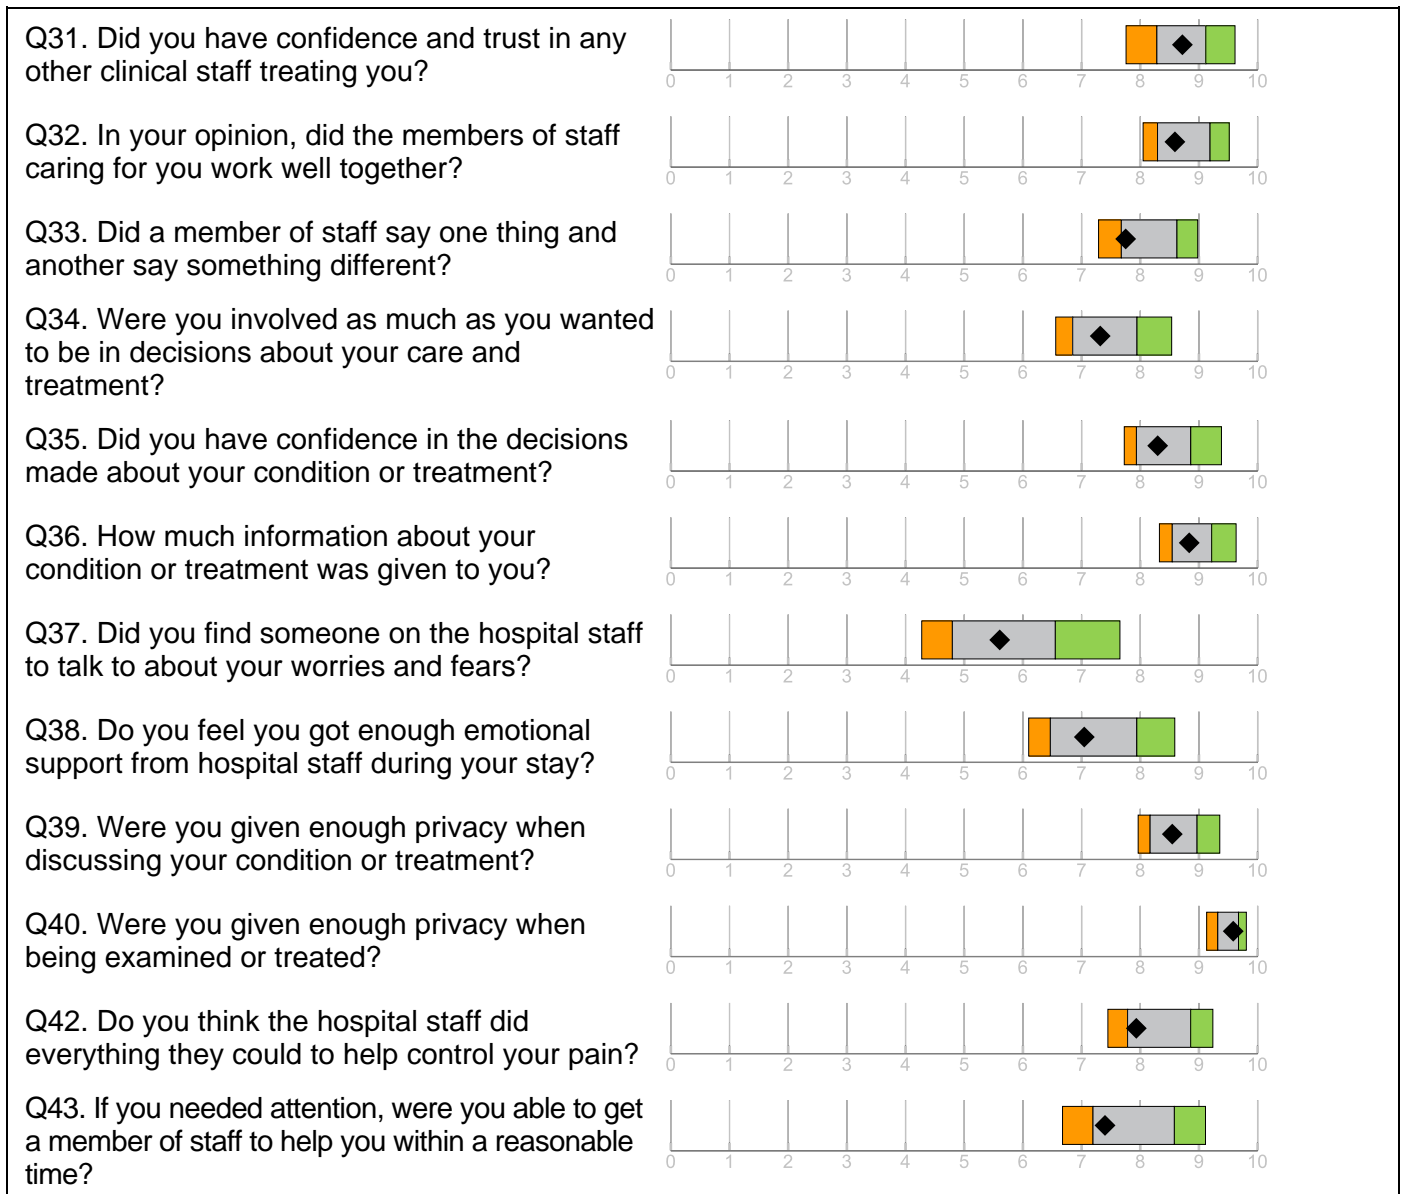 Q31. Did you have confidence and trust in any
other clinical staff treating you?
0 1 2 3 4 5 6 7 8 9 10
Q32. In your opinion, did the members of staff
caring for you work well together?
0 1 2 3 4 5 6 7 8 9 10
Q33. Did a member of staff say one thing and
another say something different?
0 1 2 3 4 5 6 7 8 9 10
Q34. Were you involved as much as you wanted
to be in decisions about your care and
treatment?
0 1 2 3 4 5 6 7 8 9 10
Q35. Did you have confidence in the decisions
made about your condition or treatment?
0 1 2 3 4 5 6 7 8 9 10
Q36. How much information about your
condition or treatment was given to you?
0 1 2 3 4 5 6 7 8 9 10
Q37. Did you find someone on the hospital staff
to talk to about your worries and fears?
0 1 2 3 4 5 6 7 8 9 10
Q38. Do you feel you got enough emotional
support from hospital staff during your stay?
0 1 2 3 4 5 6 7 8 9 10
Q39. Were you given enough privacy when
discussing your condition or treatment?
0 1 2 3 4 5 6 7 8 9 10
Q40. Were you given enough privacy when
being examined or treated?
0 1 2 3 4 5 6 7 8 9 10
Q42. Do you think the hospital staff did
everything they could to help control your pain?
0 1 2 3 4 5 6 7 8 9 10
Q43. If you needed attention, were you able to get
a member of staff to help you within a reasonable
time?
0 1 2 3 4 5 6 7 8 9 10